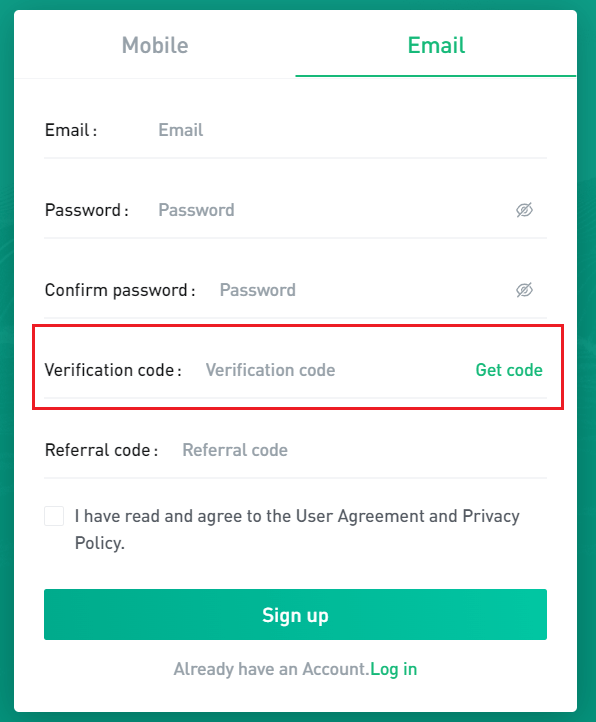 Mobile Email
Email: Email
Password: Password
Confirm password: Password
Verification code: Verification code Get code
Referral code: Referral code
I have read and agree to the User Agreement and Privacy
Policy.
Sign up
Already have an Account.Log in